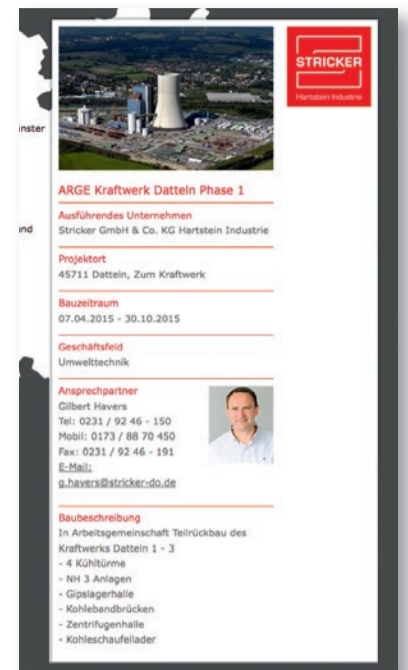 STRICKER
Hartstein Industrie
ARGE Kraftwerk Datteln Phase 1
Ausführendes Unternehmen
Stricker GmbH & Co. KG Hartstein Industrie
Projektort
45711 Datteln, Zum Kraftwerk
Bauzeitraum
07.04.2015 - 30.10.2015
Geschäftsfeld
Umwelttechnik
Ansprechpartner
Gilbert Havers
Tel: 0231 / 92 46 - 150
Mobil: 0173 / 88 70 450
Fax: 0231 / 92 46 - 191
E-Mail:
g.havers@stricker-do.de
Baubeschreibung
In Arbeitsgemeinschaft Teilrückbau des
Kraftwerks Datteln 1 - 3
- 4 Kühltürme
- NH 3 Anlagen
- Gipslagerhalle
- Kohlebandbrücken
- Zentrifugenhalle
- Kohleschaufellader